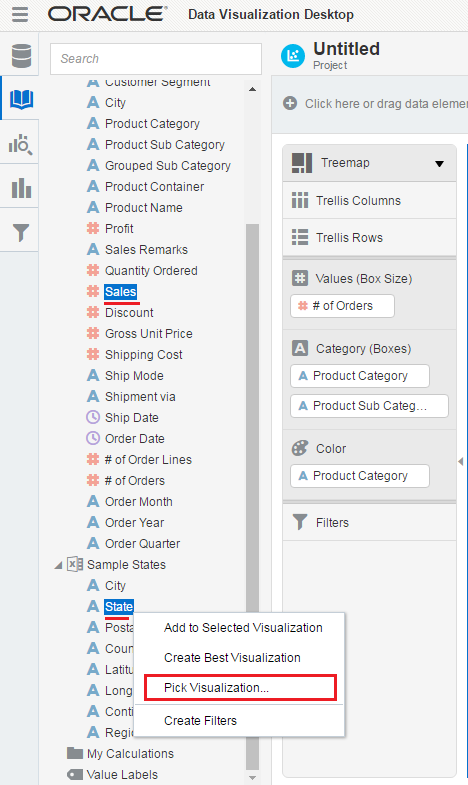 ORACLE Data Visualization Desktop
Search
Untitled
Project
Click here or drag data eleme
Customer Segment
City
Product Category
Product Sub Category
Grouped Sub Category
Product Container
Product Name
Profit
Sales Remarks
Quantity Ordered
Sales
Discount
Gross Unit Price
Shipping Cost
Ship Mode
Shipment via
Ship Date
Order Date
# of Order Lines
# of Orders
Order Month
Order Year
Order Quarter
Sample States
City
State
Posta
Coun
Latitu
Long
Conti
Regio
My Calculations
Value Labels
Add to Selected Visualization
Create Best Visualization
Pick Visualization...
Create Filters
Treemap
Trellis Columns
Trellis Rows
Values (Box Size)
# of Orders
Category (Boxes)
Product Category
Product Sub Categ...
Color
Product Category
Filters